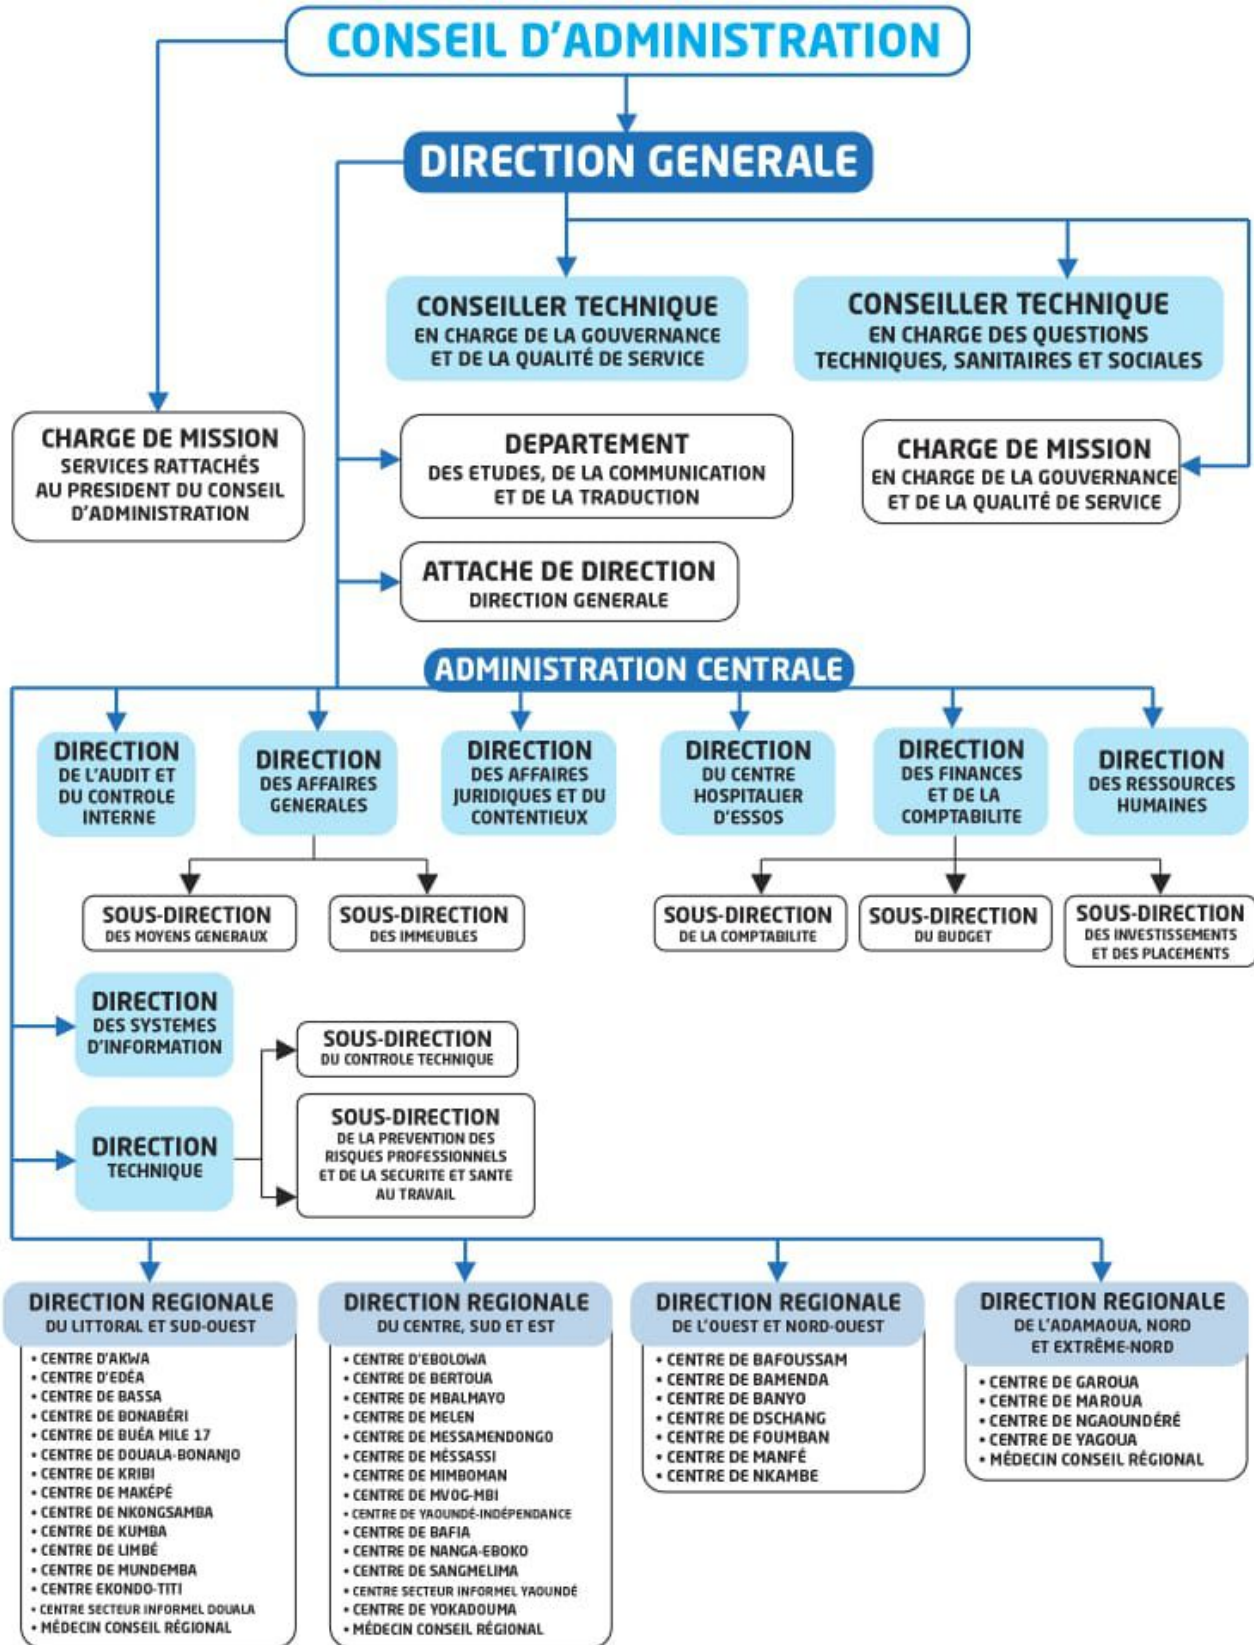 CONSEIL D'ADMINISTRATION
DIRECTION GENERALE
CONSEILLER TECHNIQUE
EN CHARGE DE LA GOUVERNANCE
ET DE LA QUALITÉ DE SERVICE
CONSEILLER TECHNIQUE
EN CHARGE DES QUESTIONS
TECHNIQUES, SANITAIRES ET SOCIALES
CHARGE DE MISSION
SERVICES RATTACHÉS
AU PRESIDENT DU CONSEIL
D'ADMINISTRATION
DEPARTEMENT
DES ETUDES, DE LA COMMUNICATION
ET DE LA TRADUCTION
CHARGE DE MISSION
EN CHARGE DE LA GOUVERNANCE
ET DE LA QUALITÉ DE SERVICE
ATTACHE DE DIRECTION
DIRECTION GENERALE
ADMINISTRATION CENTRALE
DIRECTION
DE L'AUDIT ET
DU CONTROLE
INTERNE
DIRECTION
DES AFFAIRES
GENERALES
DIRECTION
DES AFFAIRES
JURIDIQUES ET DU
CONTENTIEUX
DIRECTION
DU CENTRE
HOSPITALIER
D'ESSOS
DIRECTION
DES FINANCES
ET DE LA
COMPTABILITE
DIRECTION
DES RESSOURCES
HUMAINES
SOUS-DIRECTION
DES MOYENS GENERAUX
SOUS-DIRECTION
DES IMMEUBLES
SOUS-DIRECTION
DE LA COMPTABILITE
SOUS-DIRECTION
DU BUDGET
SOUS-DIRECTION
DES INVESTISSEMENTS
ET DES PLACEMENTS
DIRECTION
DES SYSTEMES
D'INFORMATION
SOUS-DIRECTION
DU CONTROLE TECHNIQUE
DIRECTION
TECHNIQUE
SOUS-DIRECTION
DE LA PREVENTION DES
RISQUES PROFESSIONNELS
ET DE LA SECURITE ET SANTE
AU TRAVAIL
DIRECTION REGIONALE
DU LITTORAL ET SUD-OUEST
• CENTRE D'AKWA
• CENTRE D'EDÉA
• CENTRE DE BASSA
• CENTRE DE BONABÉRI
• CENTRE DE BUÉA MILE 17
• CENTRE DE DOUALA-BONANJO
• CENTRE DE KRIBI
• CENTRE DE MAKÉPÉ
• CENTRE DE NKONGSAMBA
• CENTRE DE KUMBA
• CENTRE DE LIMBÉ
• CENTRE DE MUNDEMBA
• CENTRE EKONDO-TITI
• CENTRE SECTEUR INFORMEL DOUALA
• MÉDECIN CONSEIL RÉGIONAL
DIRECTION REGIONALE
DU CENTRE, SUD ET EST
• CENTRE D'EBOLOWA
• CENTRE DE BERTOUA
• CENTRE DE MBALMAYO
• CENTRE DE MELEN
• CENTRE DE MESSAMENDONGO
• CENTRE DE MÉSSASSI
• CENTRE DE MIMBOMAN
• CENTRE DE MVOG-MBI
• CENTRE DE YAOUNDÉ-INDÉPENDANCE
• CENTRE DE BAFIA
• CENTRE DE NANGA-EBOKO
• CENTRE DE SANGMELIMA
• CENTRE SECTEUR INFORMEL YAOUNDÉ
• CENTRE DE YOKADOUMA
• MÉDECIN CONSEIL RÉGIONAL
DIRECTION REGIONALE
DE L'OUEST ET NORD-OUEST
• CENTRE DE BAFOUSSAM
• CENTRE DE BAMENDA
• CENTRE DE BANYO
• CENTRE DE DSCHANG
• CENTRE DE FOUMBAN
• CENTRE DE MANFÉ
• CENTRE DE NKAMBE
DIRECTION REGIONALE
DE L'ADAMAOUA, NORD
ET EXTRÊME-NORD
• CENTRE DE GAROUA
• CENTRE DE MAROUA
• CENTRE DE NGAOUNDÉRÉ
• CENTRE DE YAGOUA
• MÉDECIN CONSEIL RÉGIONAL